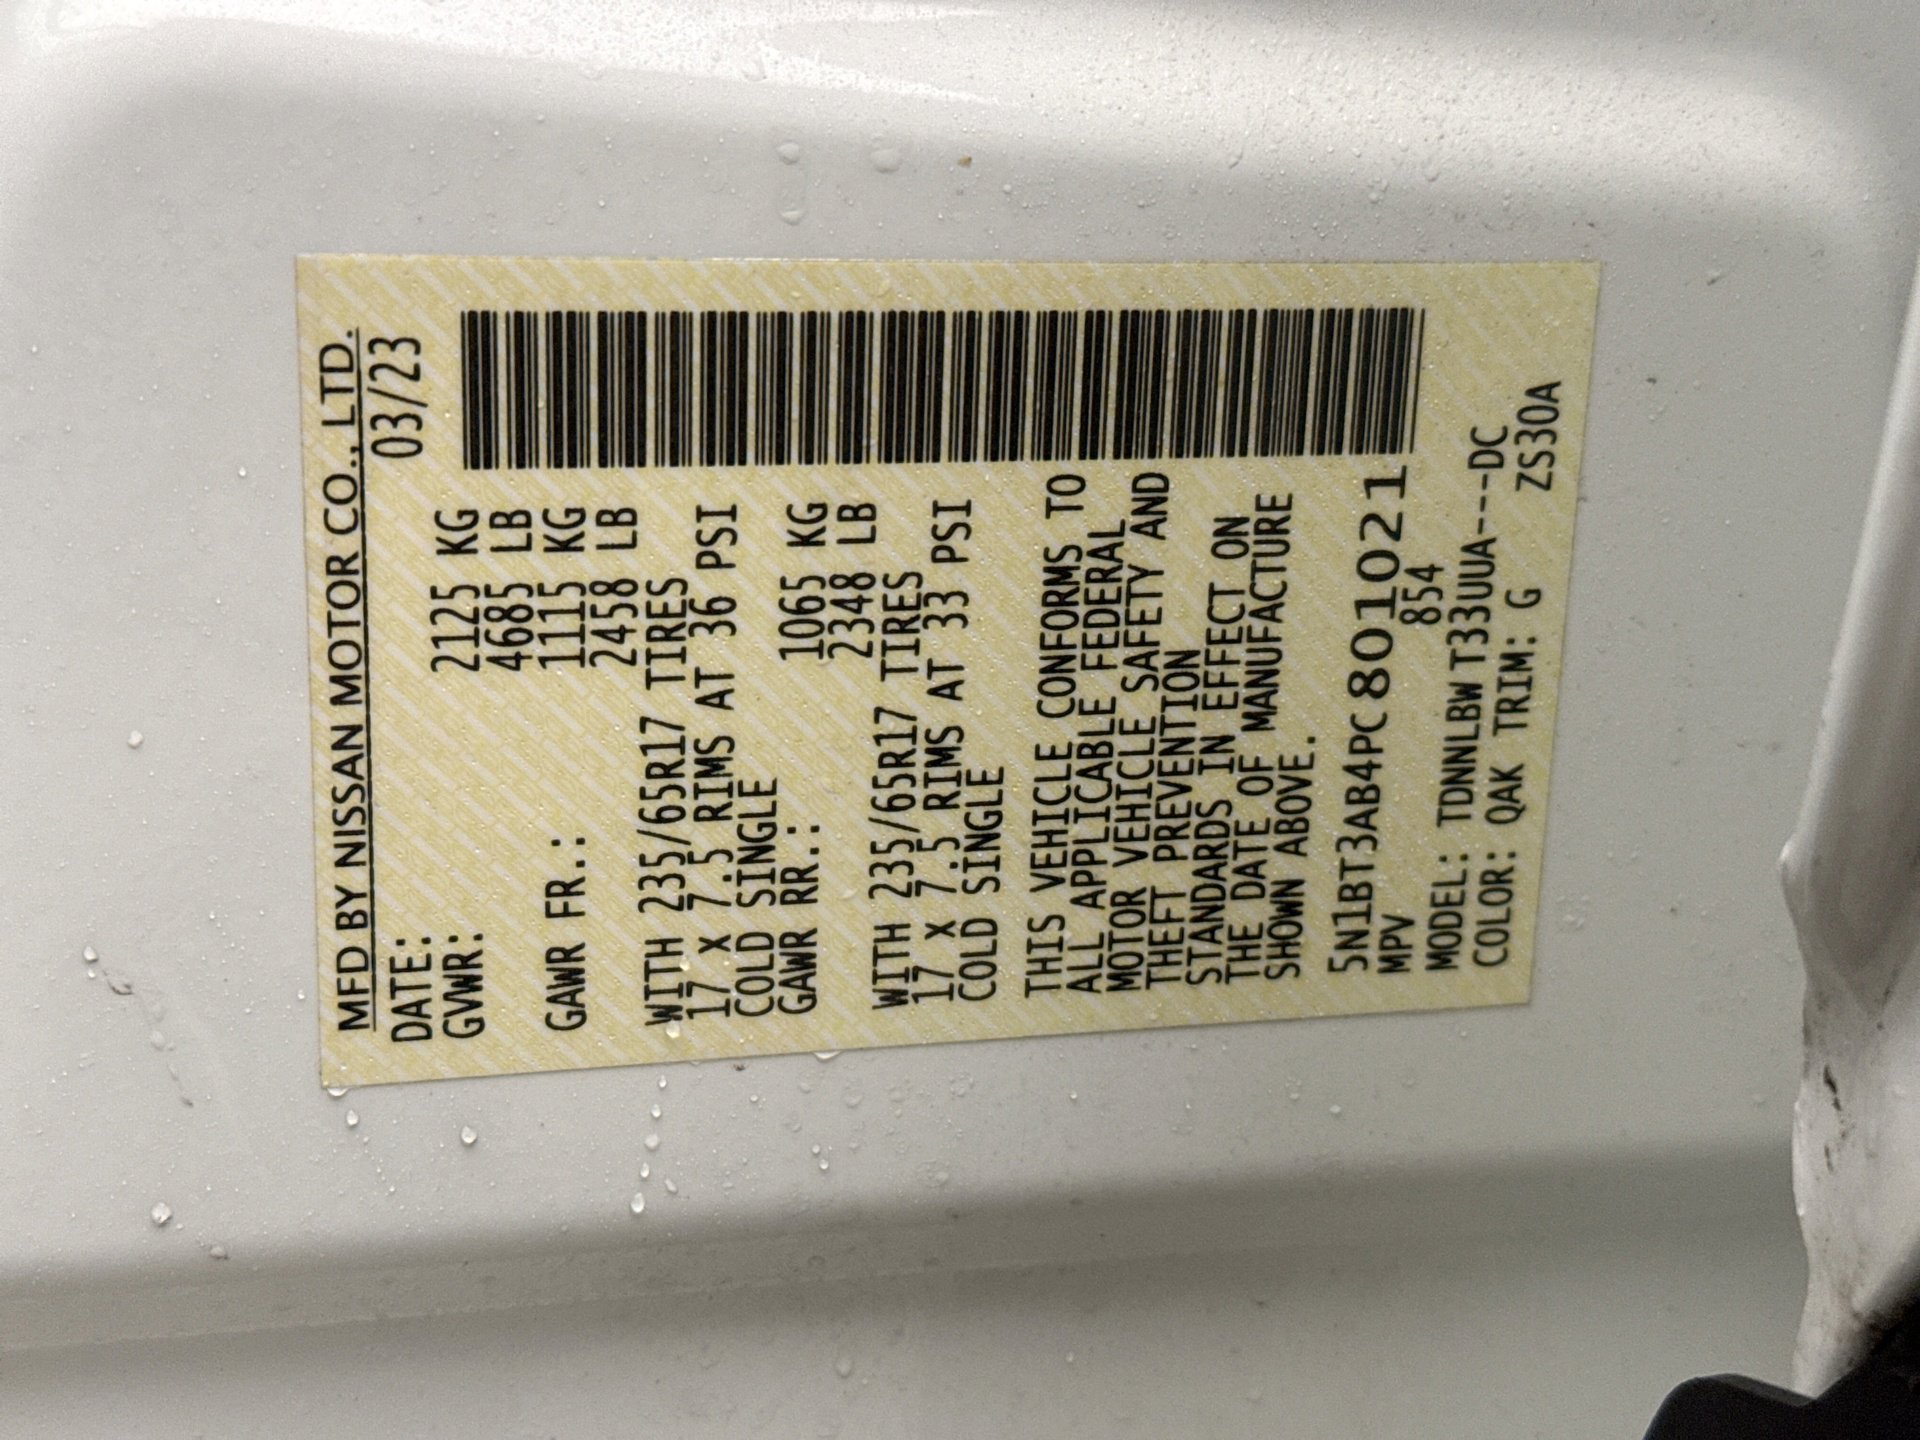 MFD BY NISSAN MOTOR CO., LTD.
DATE: 03/23
GVWR: 2125 KG
4685 LB
GAWR FR.: 1115 KG
2458 LB
WITH 235/65R17 TIRES
17 X 7.5 RIMS AT 36 PSI
COLD SINGLE
GAWR RR.: 1065 KG
2348 LB
WITH 235/65R17 TIRES
17 X 7.5 RIMS AT 33 PSI
COLD SINGLE
THIS VEHICLE CONFORMS TO
ALL APPLICABLE FEDERAL
MOTOR VEHICLE SAFETY AND
THEFT PREVENTION
STANDARDS IN EFFECT ON
THE DATE OF MANUFACTURE
SHOWN ABOVE.
5N1BT3AB4PC801021
MPV 854
MODEL: TDNNLBW T33UUA---DC
COLOR: QAK TRIM: G ZS30A